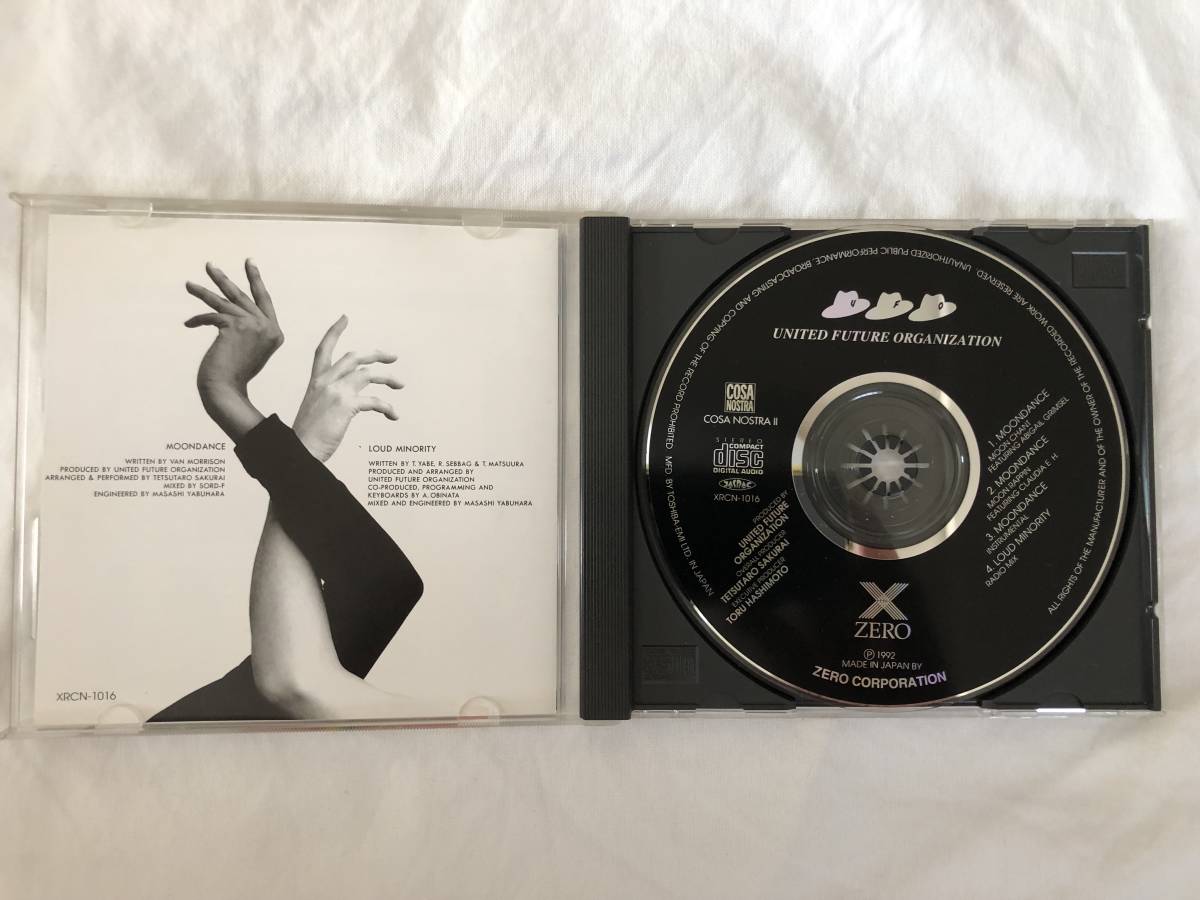 MOONDANCE
WRITTEN BY VAN MORRISON
PRODUCED BY UNITED FUTURE ORGANIZATION
ARRANGED & PERFORMED BY TETSUTARO SAKURAI
MIXED BY SORD-F
ENGINEERED BY MASASHI YABUHARA
LOUD MINORITY
WRITTEN BY T. YABE, R. SEBBAG & T. MATSUURA
PRODUCED AND ARRANGED BY
UNITED FUTURE ORGANIZATION
CO-PRODUCED, PROGRAMMING AND
KEYBOARDS BY A. OBINATA
MIXED AND ENGINEERED BY MASASHI YABUHARA
XRCN-1016
UFO
UNITED FUTURE ORGANIZATION
COSA
NOSTRA
COSA NOSTRA II
STEREO
COMPACT
disc
DIGITAL AUDIO
XRCN-1016
PRODUCED BY
UNITED FUTURE
ORGANIZATION
OVERALL PRODUCER
TETSUTARO SAKURAI
EXECUTIVE PRODUCER
TORU HASHIMOTO
1. MOONDANCE
MOON CHANT
FEATURING ABIGAIL GRIMSEL
2. MOONDANCE
MOON RAPPIN'
FEATURING CLAUDIA E. H.
3. MOONDANCE
INSTRUMENTAL
4. LOUD MINORITY
RADIO MIX
X
ZERO
℗ 1992
MADE IN JAPAN BY
ZERO CORPORATION
ALL RIGHTS OF THE MANUFACTURER AND OF THE OWNER OF THE RECORDED WORK ARE RESERVED. UNAUTHORIZED PUBLIC PERFORMANCE, BROADCASTING AND COPYING OF THE RECORD PROHIBITED. MFD. BY TOSHIBA-EMI LTD. IN JAPAN